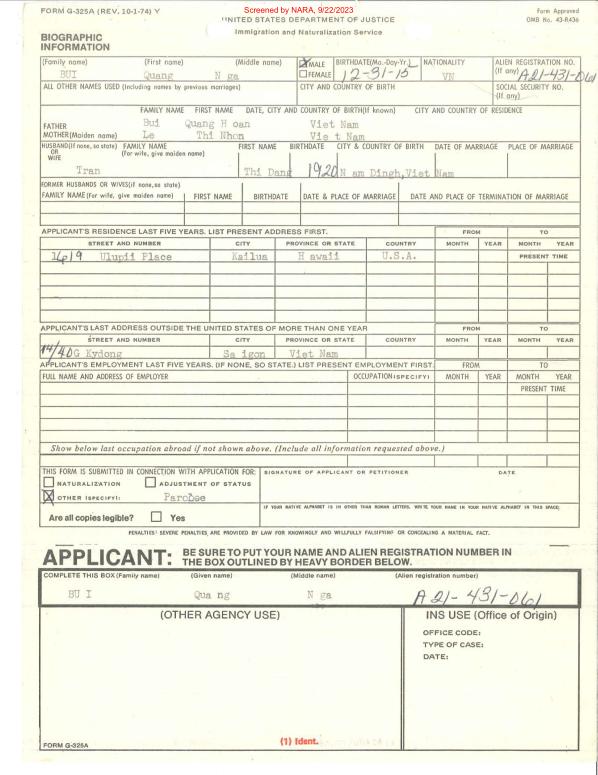 Screened by NARA, 9/22/2023
FORM G-325A (REV. 10-1-74) Y
Form Approved
OMB No. 43-R436
UNITED STATES DEPARTMENT OF JUSTICE
Immigration and Naturalization Service
BIOGRAPHIC
INFORMATION
(Family name) (First name) (Middle name) MALE FEMALE BIRTHDATE(Mo.-Day-Yr.) NATIONALITY ALIEN REGISTRATION NO. (If any)
BUI Quang N ga 12-31-15 VN A21-431-061
ALL OTHER NAMES USED (Including names by previous marriages) CITY AND COUNTRY OF BIRTH SOCIAL SECURITY NO. (If any)
FAMILY NAME FIRST NAME DATE, CITY AND COUNTRY OF BIRTH(If known) CITY AND COUNTRY OF RESIDENCE
FATHER Bui Quang H oan Viet Nam
MOTHER(Maiden name) Le Thi Nhon Vie t Nam
HUSBAND(If none, so state) OR WIFE FAMILY NAME (For wife, give maiden name) FIRST NAME BIRTHDATE CITY & COUNTRY OF BIRTH DATE OF MARRIAGE PLACE OF MARRIAGE
Tran Thi Dang 1920 N am Dingh,Viet Nam
FORMER HUSBANDS OR WIVES(if none,so state)
FAMILY NAME (For wife, give maiden name) FIRST NAME BIRTHDATE DATE & PLACE OF MARRIAGE DATE AND PLACE OF TERMINATION OF MARRIAGE
APPLICANT'S RESIDENCE LAST FIVE YEARS. LIST PRESENT ADDRESS FIRST. FROM TO
STREET AND NUMBER CITY PROVINCE OR STATE COUNTRY MONTH YEAR MONTH YEAR
1619 Ulupii Place Kailua H awaii U.S.A. PRESENT TIME
APPLICANT'S LAST ADDRESS OUTSIDE THE UNITED STATES OF MORE THAN ONE YEAR FROM TO
STREET AND NUMBER CITY PROVINCE OR STATE COUNTRY MONTH YEAR MONTH YEAR
14/40G Kydong Sa igon Viet Nam
APPLICANT'S EMPLOYMENT LAST FIVE YEARS. (IF NONE, SO STATE.) LIST PRESENT EMPLOYMENT FIRST. FROM TO
FULL NAME AND ADDRESS OF EMPLOYER OCCUPATION(SPECIFY) MONTH YEAR MONTH YEAR
PRESENT TIME
Show below last occupation abroad if not shown above. (Include all information requested above.)
THIS FORM IS SUBMITTED IN CONNECTION WITH APPLICATION FOR: SIGNATURE OF APPLICANT OR PETITIONER DATE
NATURALIZATION ADJUSTMENT OF STATUS
X OTHER (SPECIFY): Parolee
IF YOUR NATIVE ALPHABET IS IN OTHER THAN ROMAN LETTERS, WRITE YOUR NAME IN YOUR NATIVE ALPHABET IN THIS SPACE:
Are all copies legible? Yes
PENALTIES: SEVERE PENALTIES ARE PROVIDED BY LAW FOR KNOWINGLY AND WILLFULLY FALSIFYING OR CONCEALING A MATERIAL FACT.
APPLICANT: BE SURE TO PUT YOUR NAME AND ALIEN REGISTRATION NUMBER IN
THE BOX OUTLINED BY HEAVY BORDER BELOW.
COMPLETE THIS BOX (Family name) (Given name) (Middle name) (Alien registration number)
BU I Qua ng N ga A 21-431-061
(OTHER AGENCY USE) INS USE (Office of Origin)
OFFICE CODE:
TYPE OF CASE:
DATE:
(1) Ident.
FORM G-325A